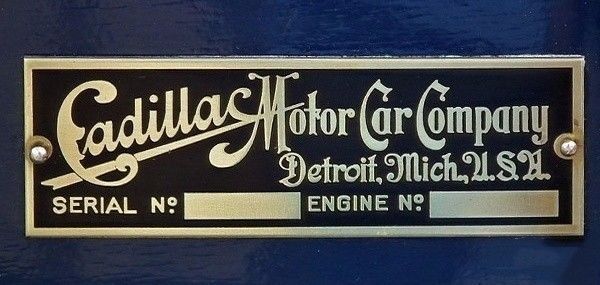 Cadillac Motor Car Company
Detroit, Mich., U.S.A.
SERIAL Nº ENGINE Nº